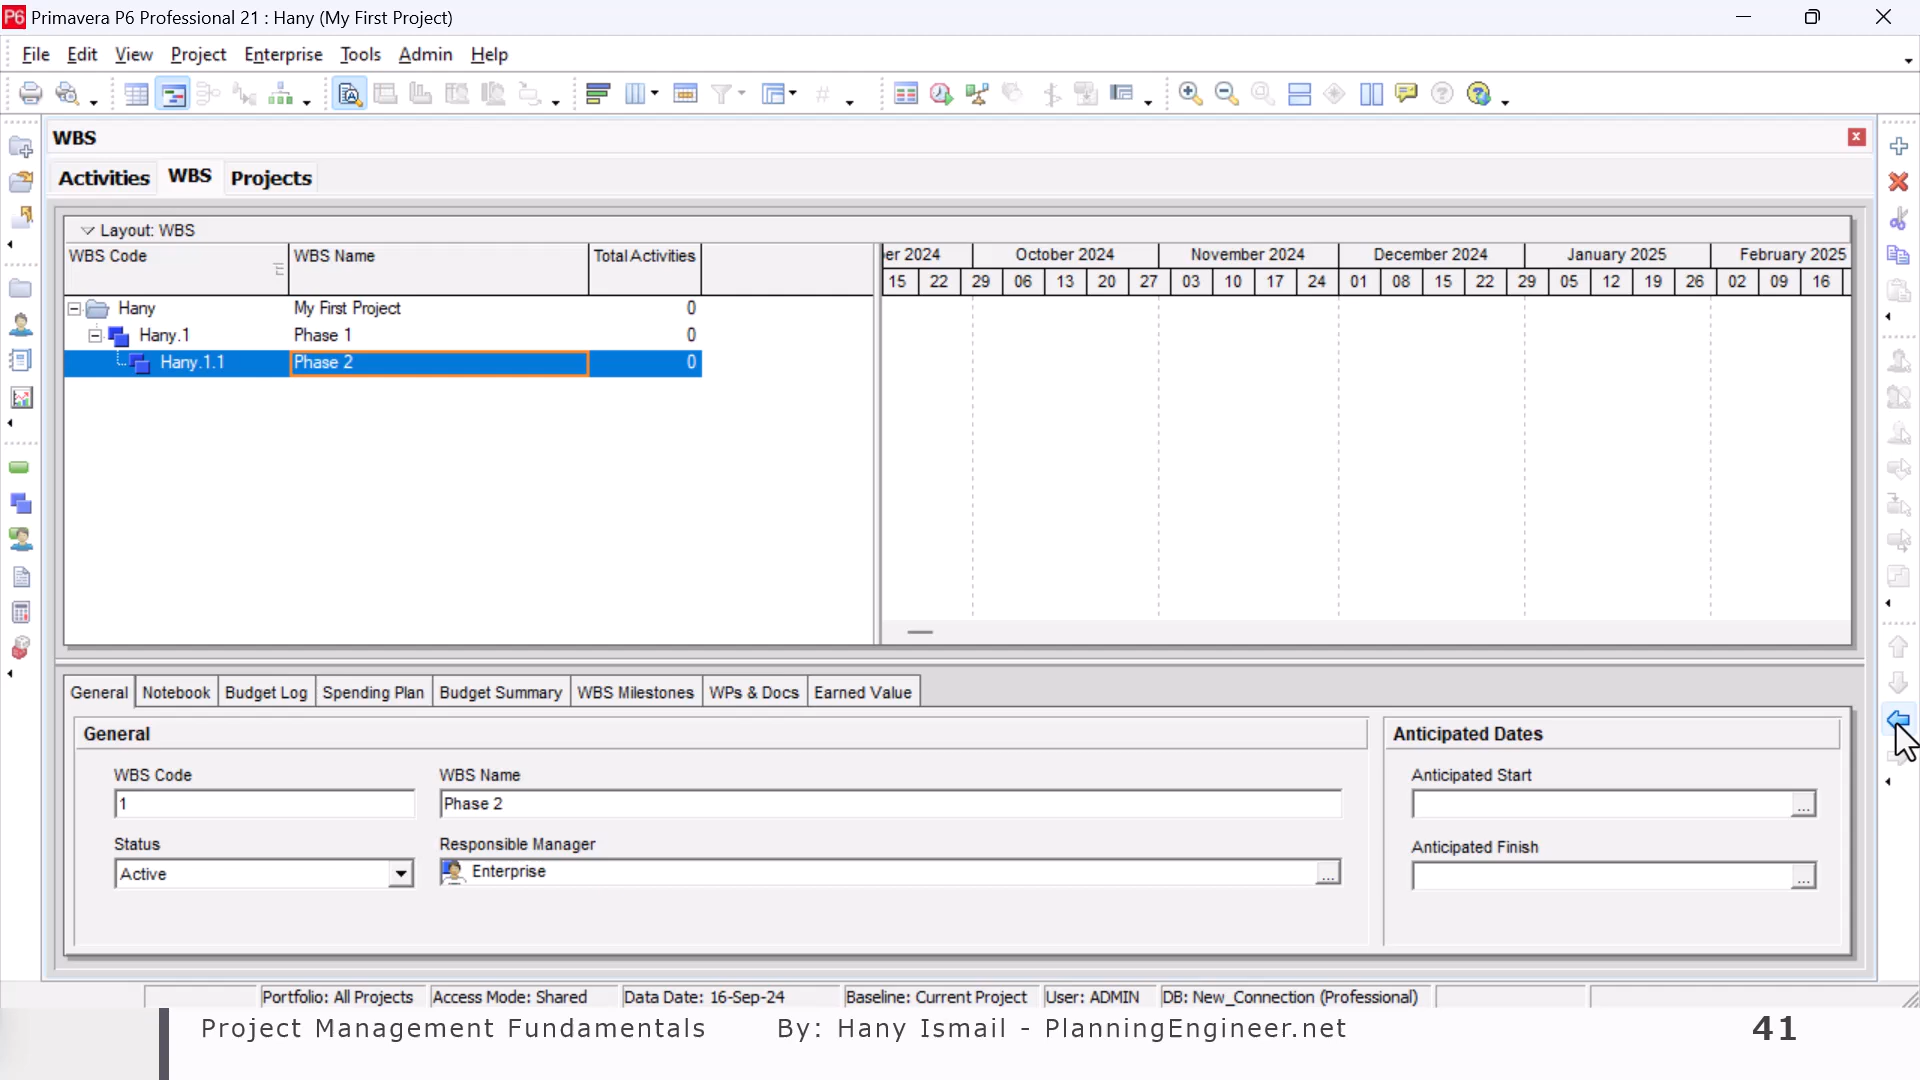 P6 Primavera P6 Professional 21 : Hany (My First Project)
File Edit View Project Enterprise Tools Admin Help
WBS
Activities WBS Projects
Layout: WBS
WBS Code WBS Name Total Activities
er 2024 October 2024 November 2024 December 2024 January 2025 February 2025
15 22 29 06 13 20 27 03 10 17 24 01 08 15 22 29 05 12 19 26 02 09 16
Hany My First Project 0
Hany.1 Phase 1 0
Hany.1.1 Phase 2 0
General Notebook Budget Log Spending Plan Budget Summary WBS Milestones WPs & Docs Earned Value
General Anticipated Dates
WBS Code WBS Name Anticipated Start
1 Phase 2 ...
Status Responsible Manager Anticipated Finish
Active Enterprise ... ...
Portfolio: All Projects Access Mode: Shared Data Date: 16-Sep-24 Baseline: Current Project User: ADMIN DB: New_Connection (Professional)
Project Management Fundamentals By: Hany Ismail - PlanningEngineer.net 41